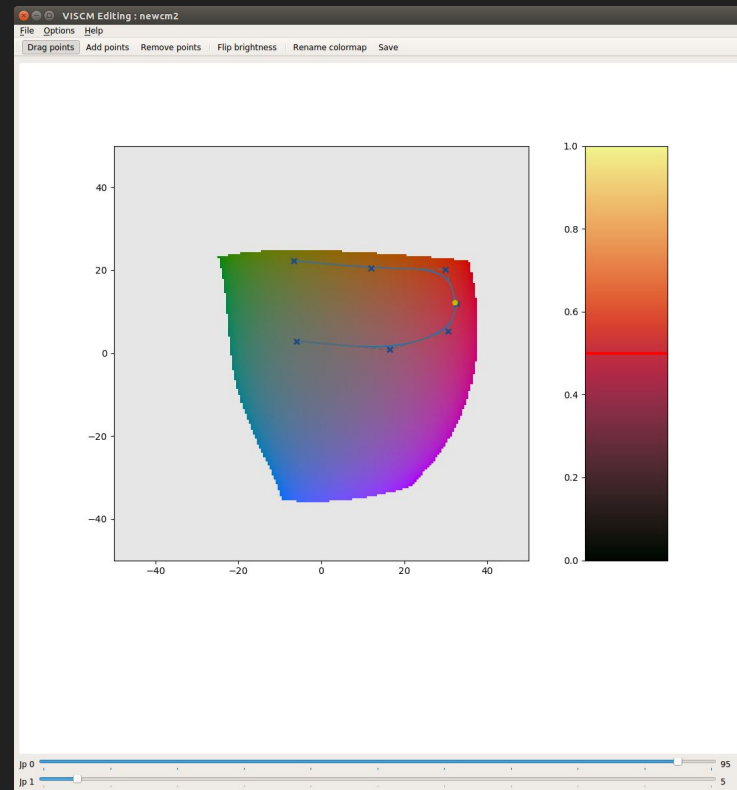 VISCM Editing : newcm2
File Options Help
Drag points Add points Remove points Flip brightness Rename colormap Save
40
20
0
−20
−40
−40 −20 0 20 40
1.0
0.8
0.6
0.4
0.2
0.0
Jp 0 95
Jp 1 5